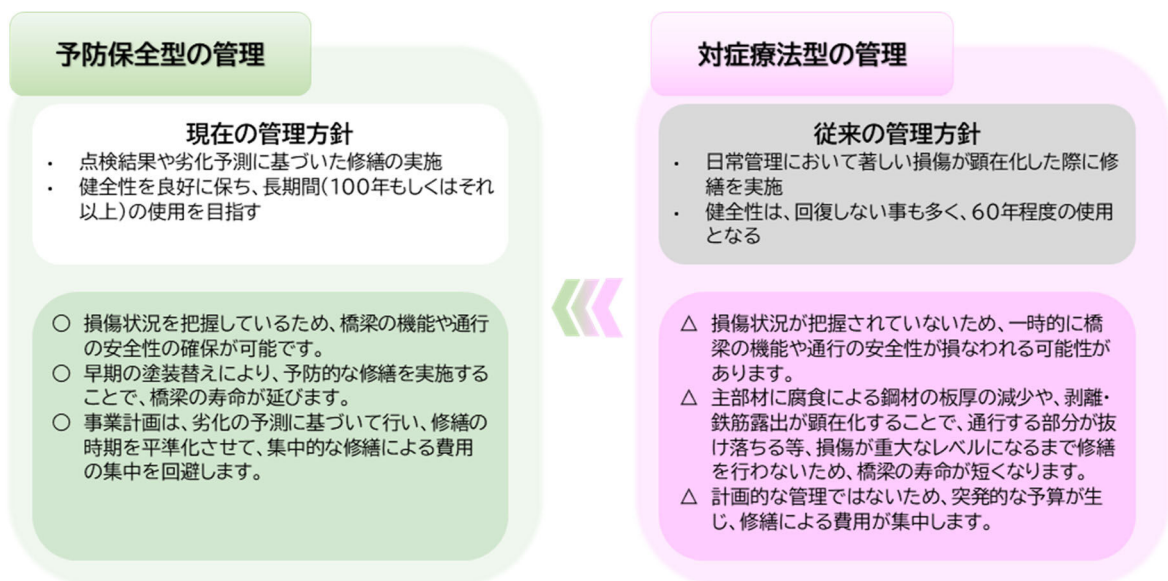 予防保全型の管理
現在の管理方針
・ 点検結果や劣化予測に基づいた修繕の実施
・ 健全性を良好に保ち、長期間(100年もしくはそれ
以上)の使用を目指す
○ 損傷状況を把握しているため、橋梁の機能や通行
の安全性の確保が可能です。
○ 早期の塗装替えにより、予防的な修繕を実施する
ことで、橋梁の寿命が延びます。
○ 事業計画は、劣化の予測に基づいて行い、修繕の
時期を平準化させて、集中的な修繕による費用
の集中を回避します。
対症療法型の管理
従来の管理方針
・ 日常管理において著しい損傷が顕在化した際に修
繕を実施
・ 健全性は、回復しない事も多く、60年程度の使用
となる
△ 損傷状況が把握されていないため、一時的に橋
梁の機能や通行の安全性が損なわれる可能性が
あります。
△ 主部材に腐食による鋼材の板厚の減少や、剥離・
鉄筋露出が顕在化することで、通行する部分が抜
け落ちる等、損傷が重大なレベルになるまで修繕
を行わないため、橋梁の寿命が短くなります。
△ 計画的な管理ではないため、突発的な予算が生
じ、修繕による費用が集中します。